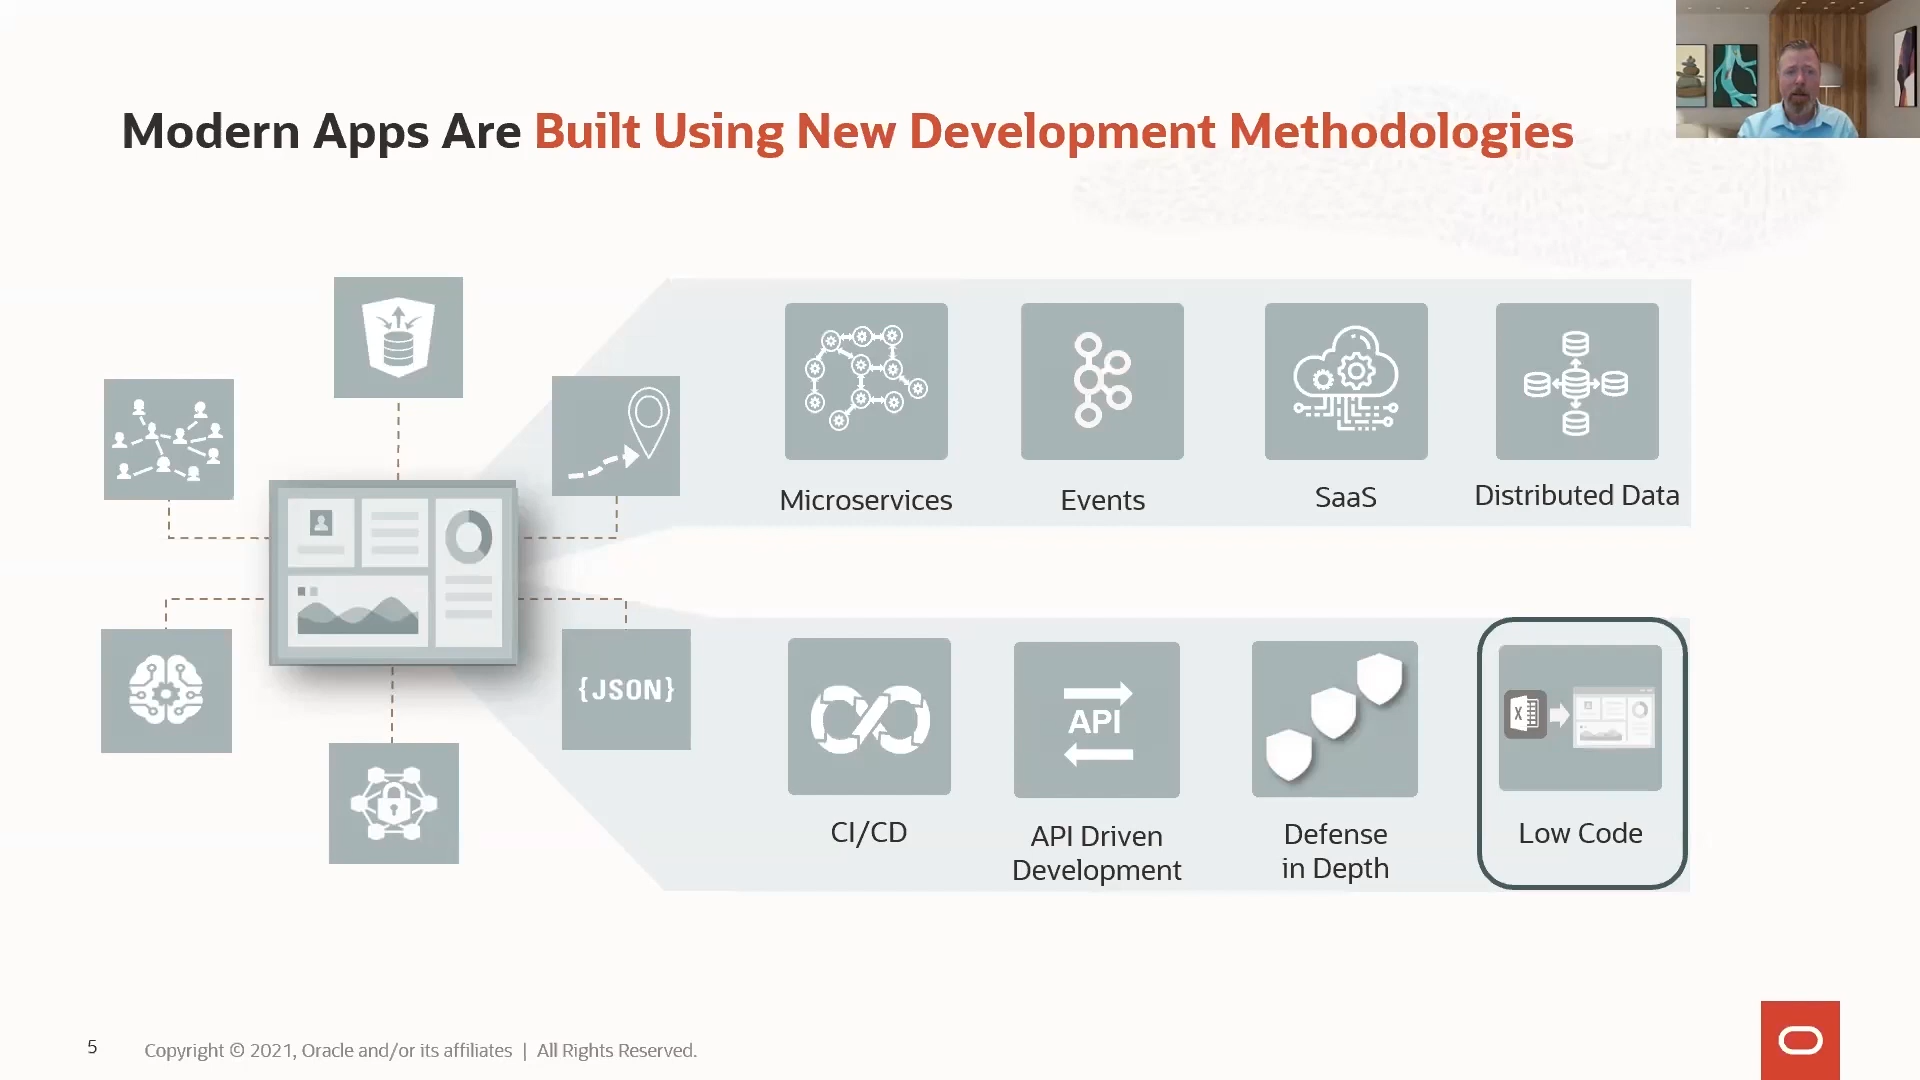 Modern Apps Are Built Using New Development Methodologies
Microservices
Events
SaaS
Distributed Data
{JSON}
API
X
CI/CD
API Driven
Development
Defense
in Depth
Low Code
5
Copyright © 2021, Oracle and/or its affiliates | All Rights Reserved.